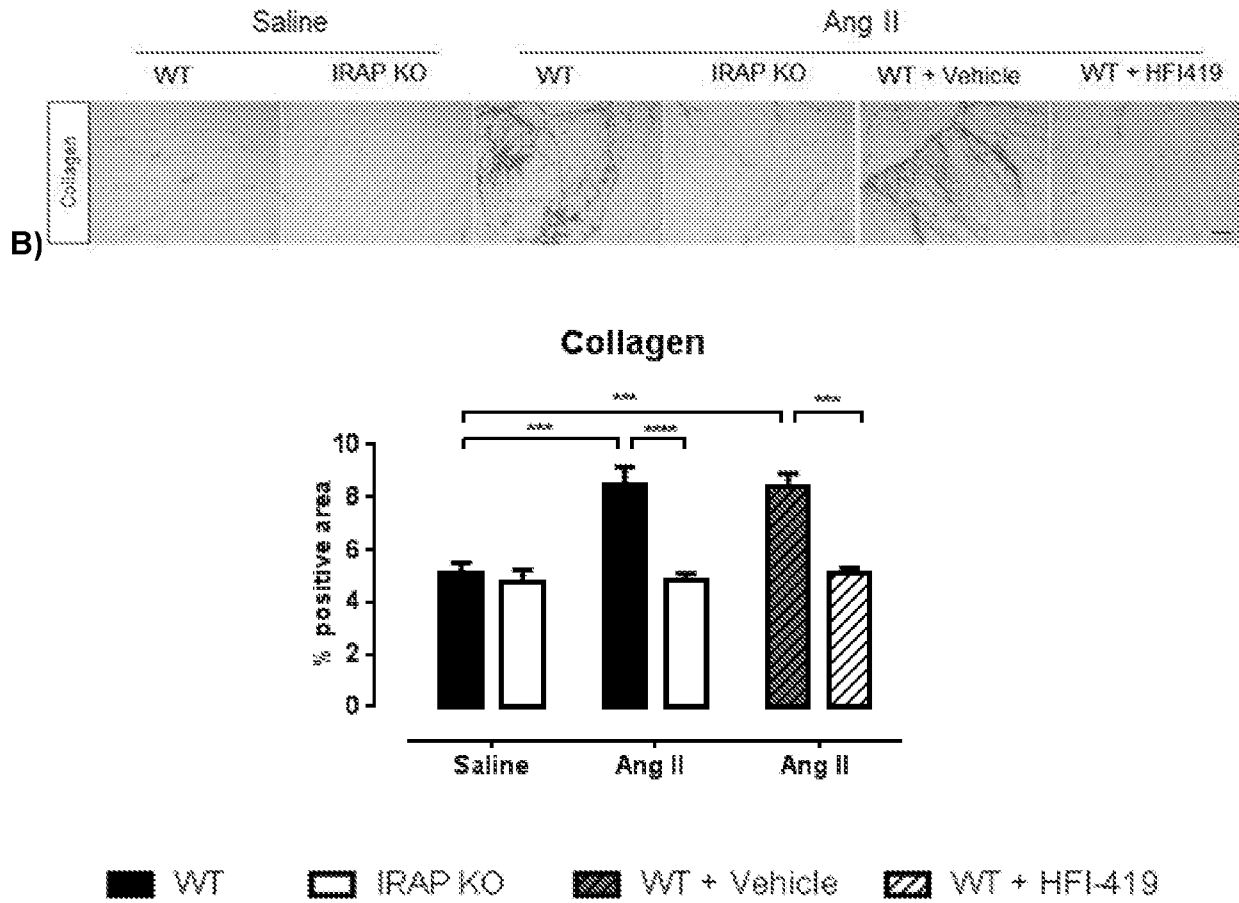 Saline Ang II
WT IRAP KO WT IRAP KO WT + Vehicle WT + HFI419
Collagen
B)
Collagen
*** ***
*** ****
10
8
6
4
2
0
% positive area
Saline Ang II Ang II
WT IRAP KO WT + Vehicle WT + HFI-419